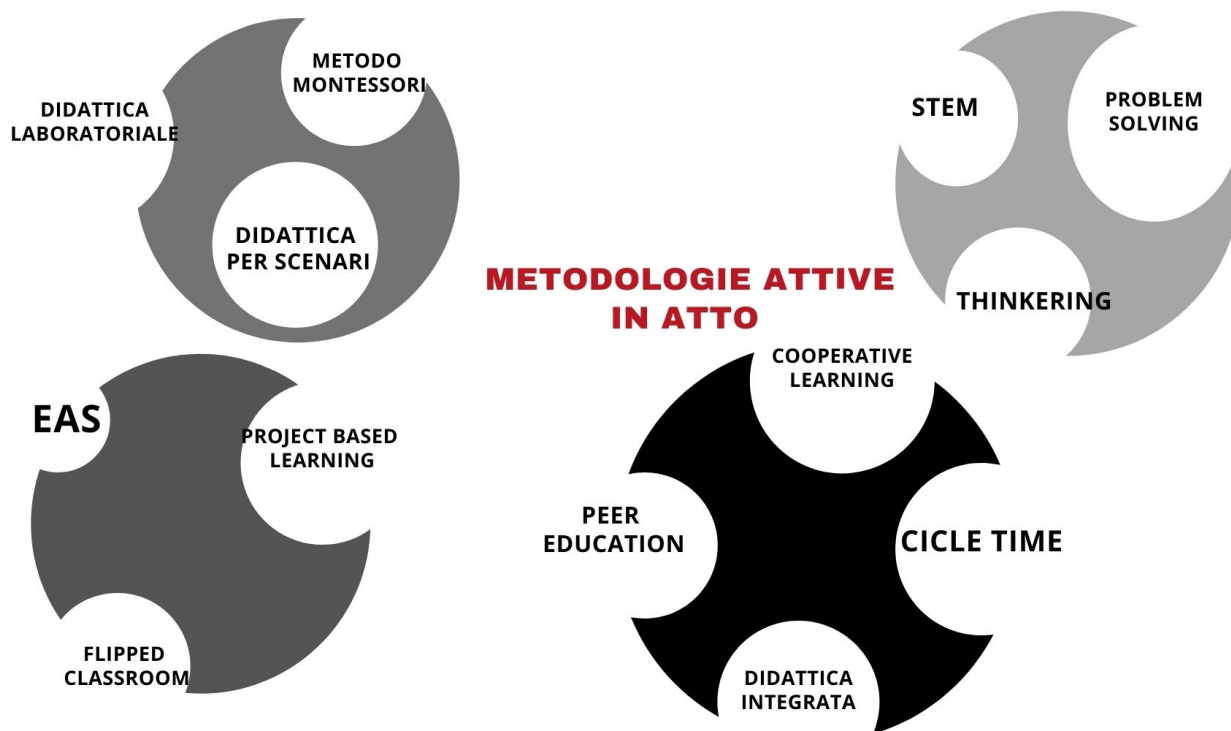 METODO
MONTESSORI
DIDATTICA
LABORATORIALE
DIDATTICA
PER SCENARI
STEM
PROBLEM
SOLVING
THINKERING
METODOLOGIE ATTIVE
IN ATTO
EAS
PROJECT BASED
LEARNING
FLIPPED
CLASSROOM
COOPERATIVE
LEARNING
PEER
EDUCATION
CICLE TIME
DIDATTICA
INTEGRATA